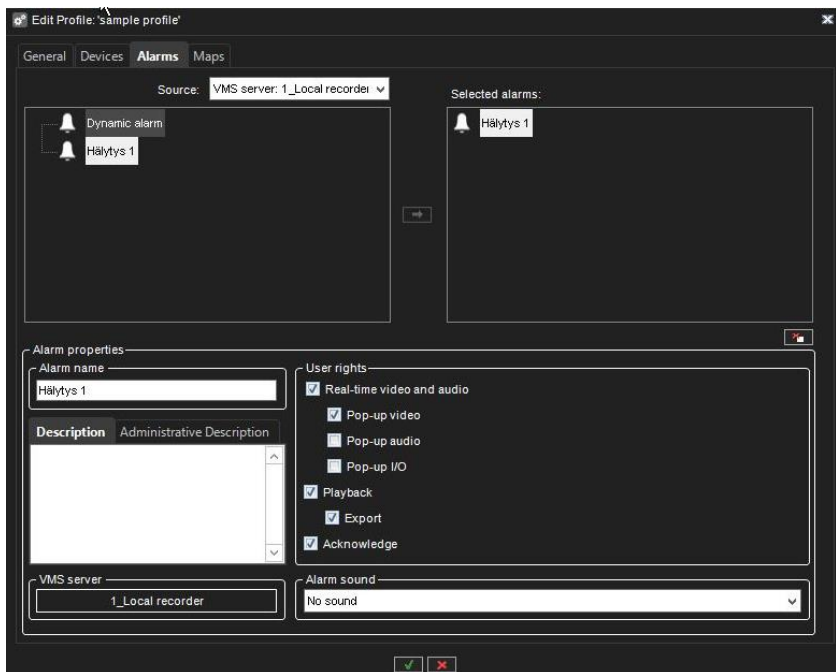 Edit Profile: 'sample profile'
General Devices Alarms Maps
Source: VMS server: 1_Local recorder
Selected alarms:
Dynamic alarm
Hälytys 1
Hälytys 1
Alarm properties
Alarm name
Hälytys 1
Description Administrative Description
VMS server
1_Local recorder
User rights
Real-time video and audio
Pop-up video
Pop-up audio
Pop-up I/O
Playback
Export
Acknowledge
Alarm sound
No sound